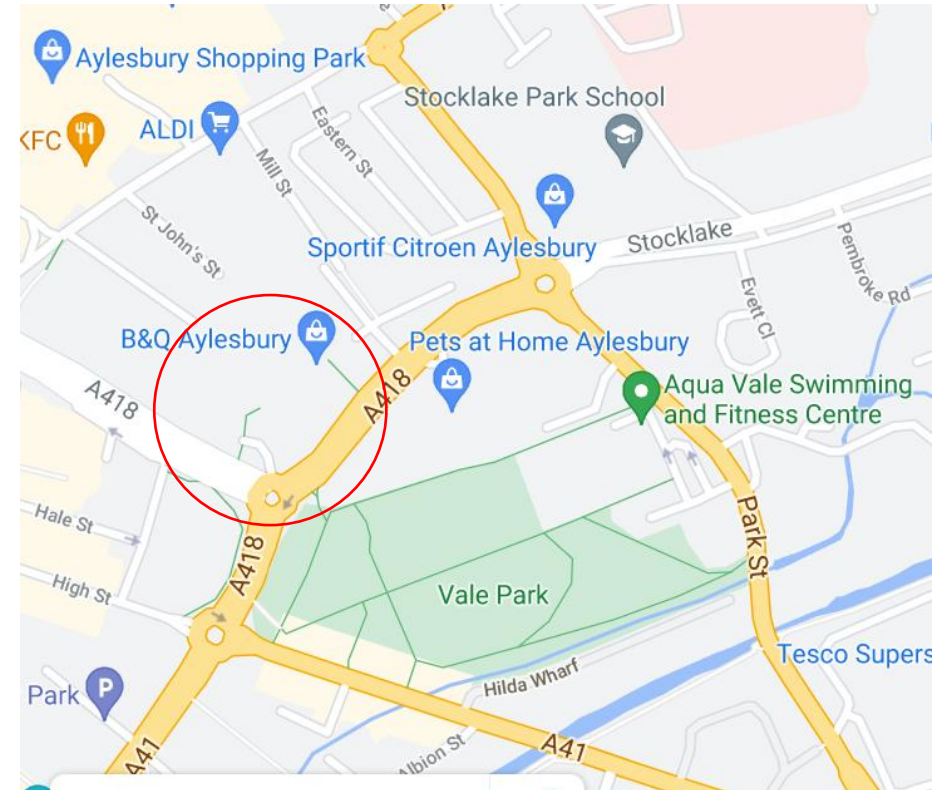 Aylesbury Shopping Park
Stocklake Park School
KFC
ALDI
Eastern St
Mill St
St John's St
Sportif Citroen Aylesbury
Stocklake
Pembroke Rd
Evett Cl
B&Q Aylesbury
Pets at Home Aylesbury
A418
A418
Aqua Vale Swimming
and Fitness Centre
Hale St
Park St
A418
High St
Vale Park
Tesco Supers
Hilda Wharf
Park
P
Albion St
A41
A41